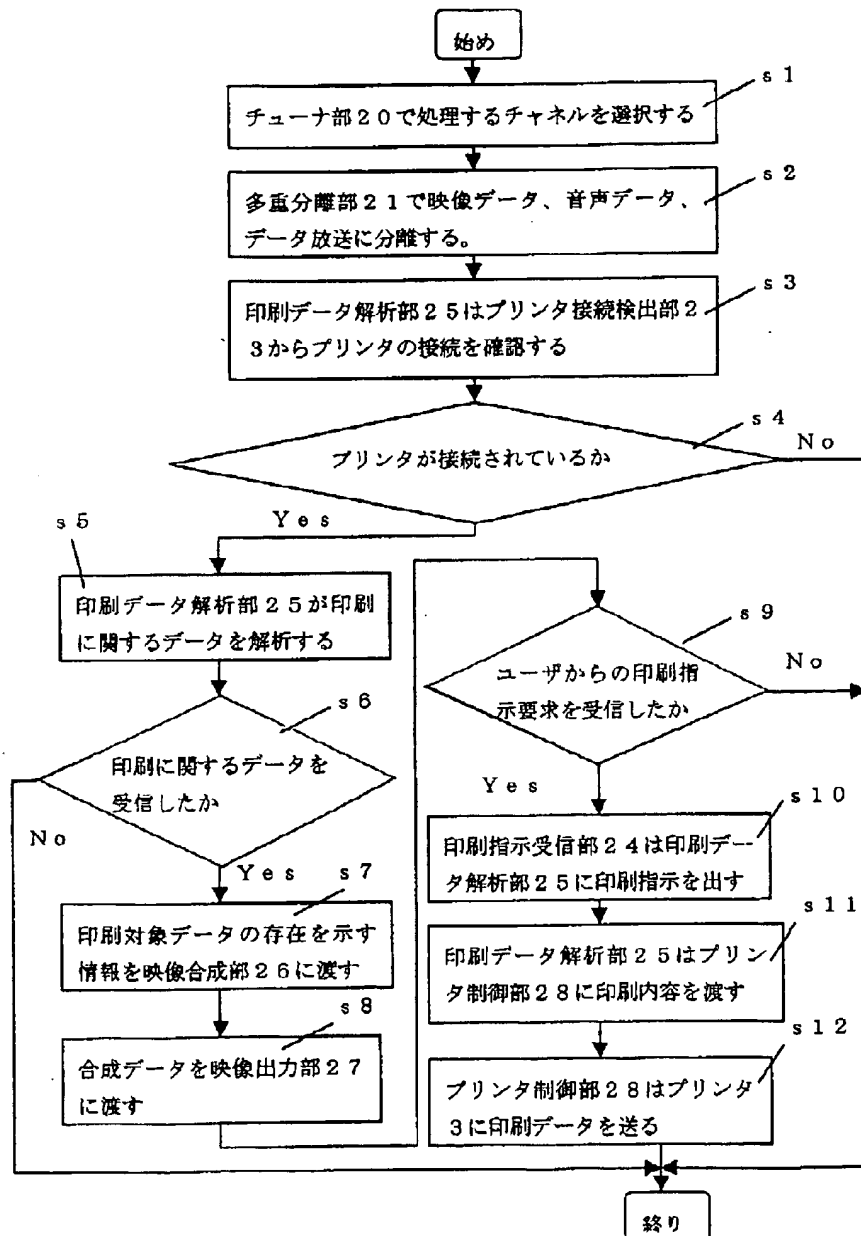 始め
s1
チューナ部20で処理するチャネルを選択する
s2
多重分離部21で映像データ、音声データ、
データ放送に分離する。
s3
印刷データ解析部25はプリンタ接続検出部2
3からプリンタの接続を確認する
s4
プリンタが接続されているか
No
Yes
s5
印刷データ解析部25が印刷
に関するデータを解析する
s6
印刷に関するデータを
受信したか
No
Yes
s7
印刷対象データの存在を示す
情報を映像合成部26に渡す
s8
合成データを映像出力部27
に渡す
s9
ユーザからの印刷指
示要求を受信したか
No
Yes
s10
印刷指示受信部24は印刷デー
タ解析部25に印刷指示を出す
s11
印刷データ解析部25はプリン
タ制御部28に印刷内容を渡す
s12
プリンタ制御部28はプリンタ
3に印刷データを送る
終り